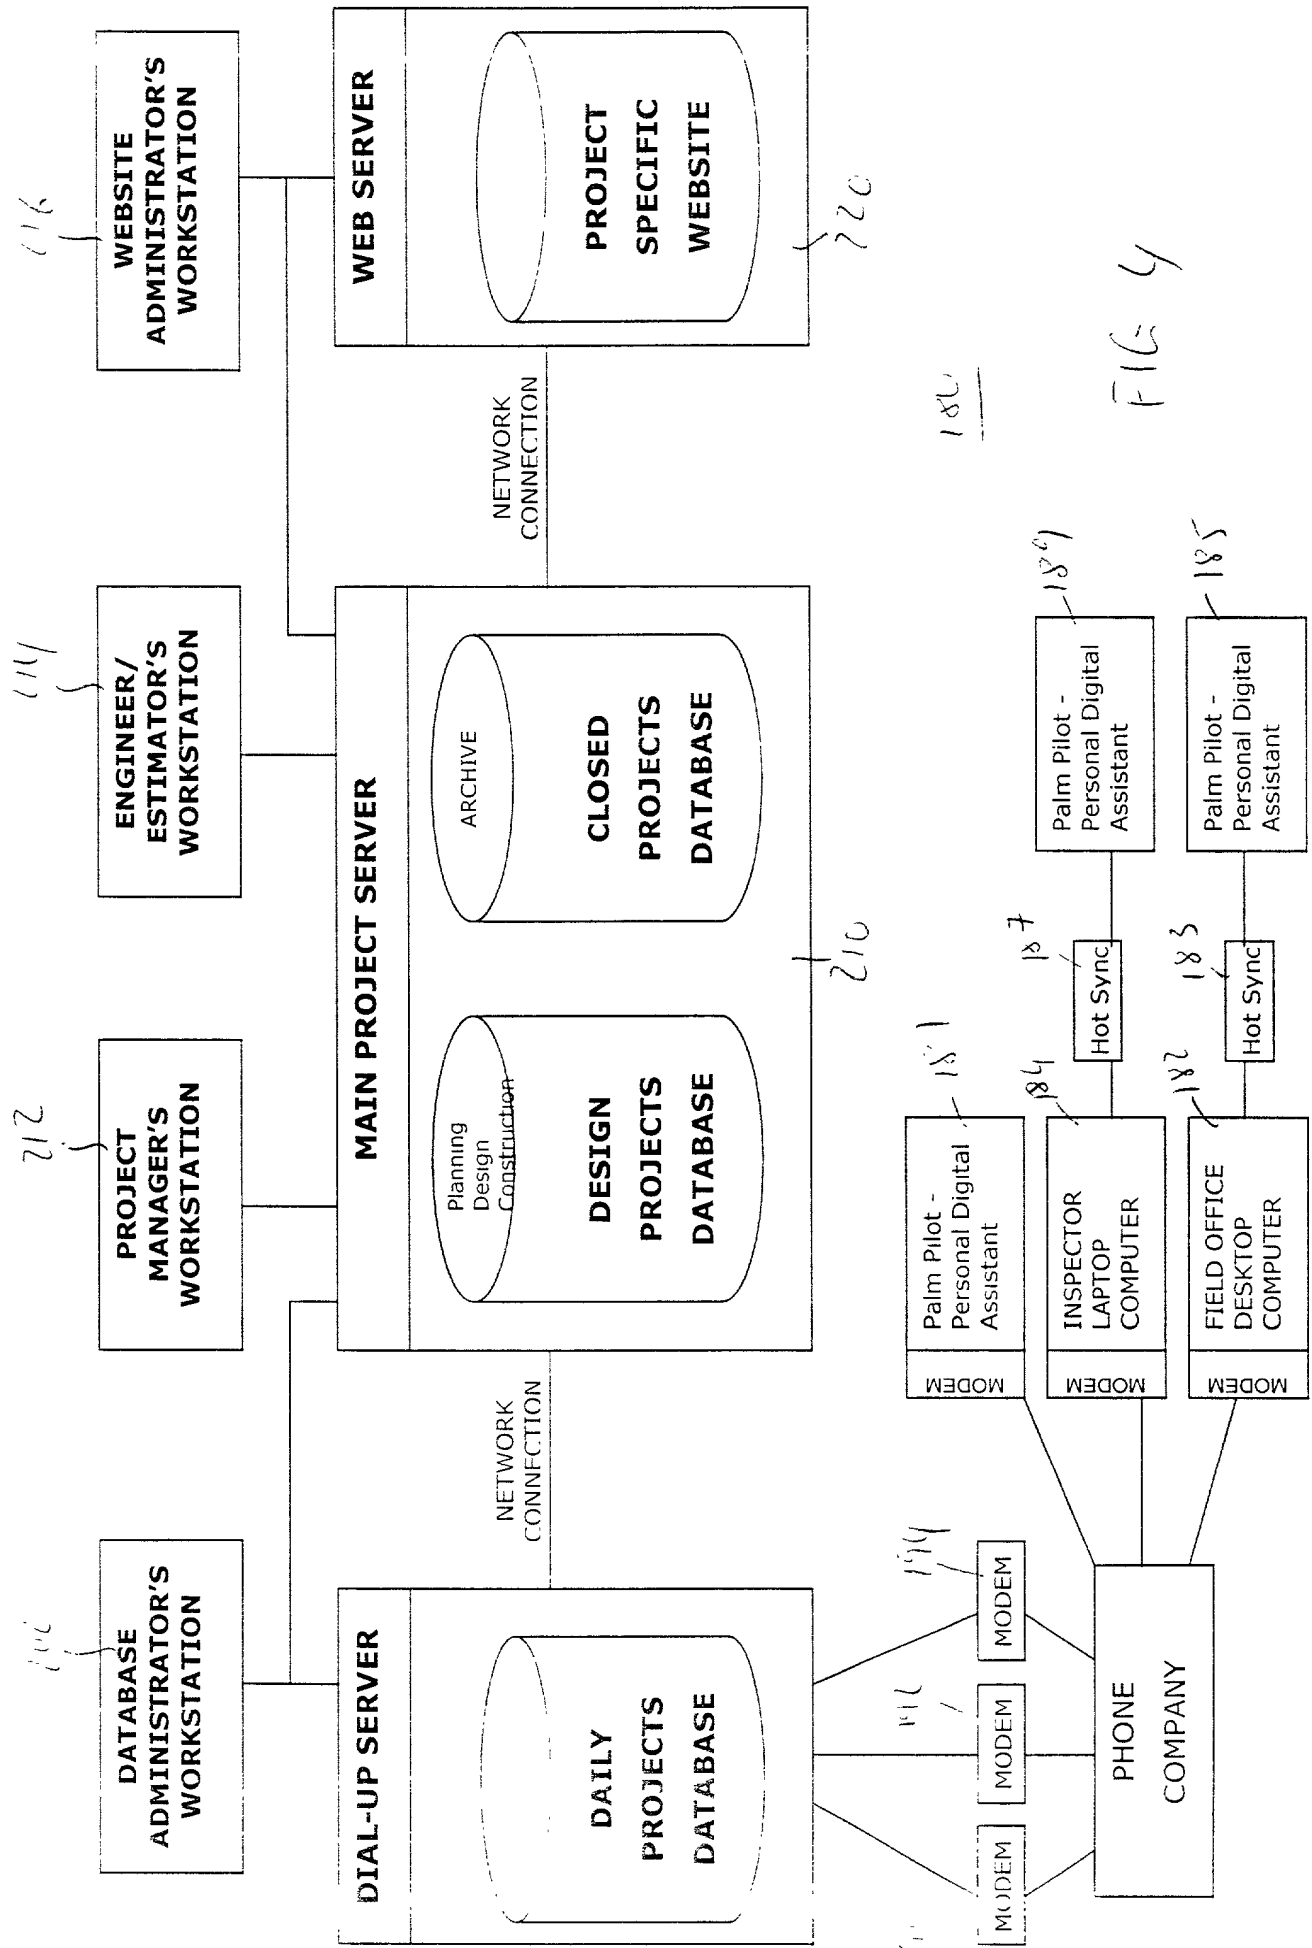 DATABASE
ADMINISTRATOR'S
WORKSTATION
212
PROJECT
MANAGER'S
WORKSTATION
ENGINEER/
ESTIMATOR'S
WORKSTATION
WEBSITE
ADMINISTRATOR'S
WORKSTATION
DIAL-UP SERVER
DAILY
PROJECTS
DATABASE
NETWORK
CONNECTION
MAIN PROJECT SERVER
Planning
Design
Construction
DESIGN
PROJECTS
DATABASE
ARCHIVE
CLOSED
PROJECTS
DATABASE
210
NETWORK
CONNECTION
WEB SERVER
PROJECT
SPECIFIC
WEBSITE
220
MODEM
MODEM
MODEM
PHONE
COMPANY
MODEM
Palm Pilot -
Personal Digital
Assistant
181
MODEM
INSPECTOR
LAPTOP
COMPUTER
184
Hot Sync
187
Palm Pilot -
Personal Digital
Assistant
189
MODEM
FIELD OFFICE
DESKTOP
COMPUTER
182
Hot Sync
183
Palm Pilot -
Personal Digital
Assistant
185
FIG 4